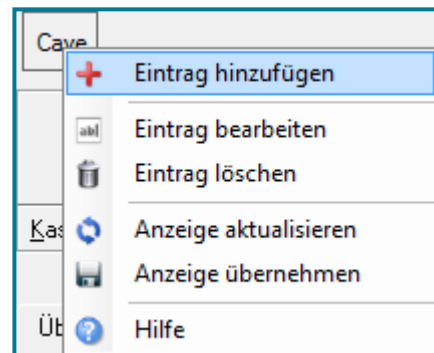 Cave
Eintrag hinzufügen
Eintrag bearbeiten
Eintrag löschen
Anzeige aktualisieren
Anzeige übernehmen
Hilfe